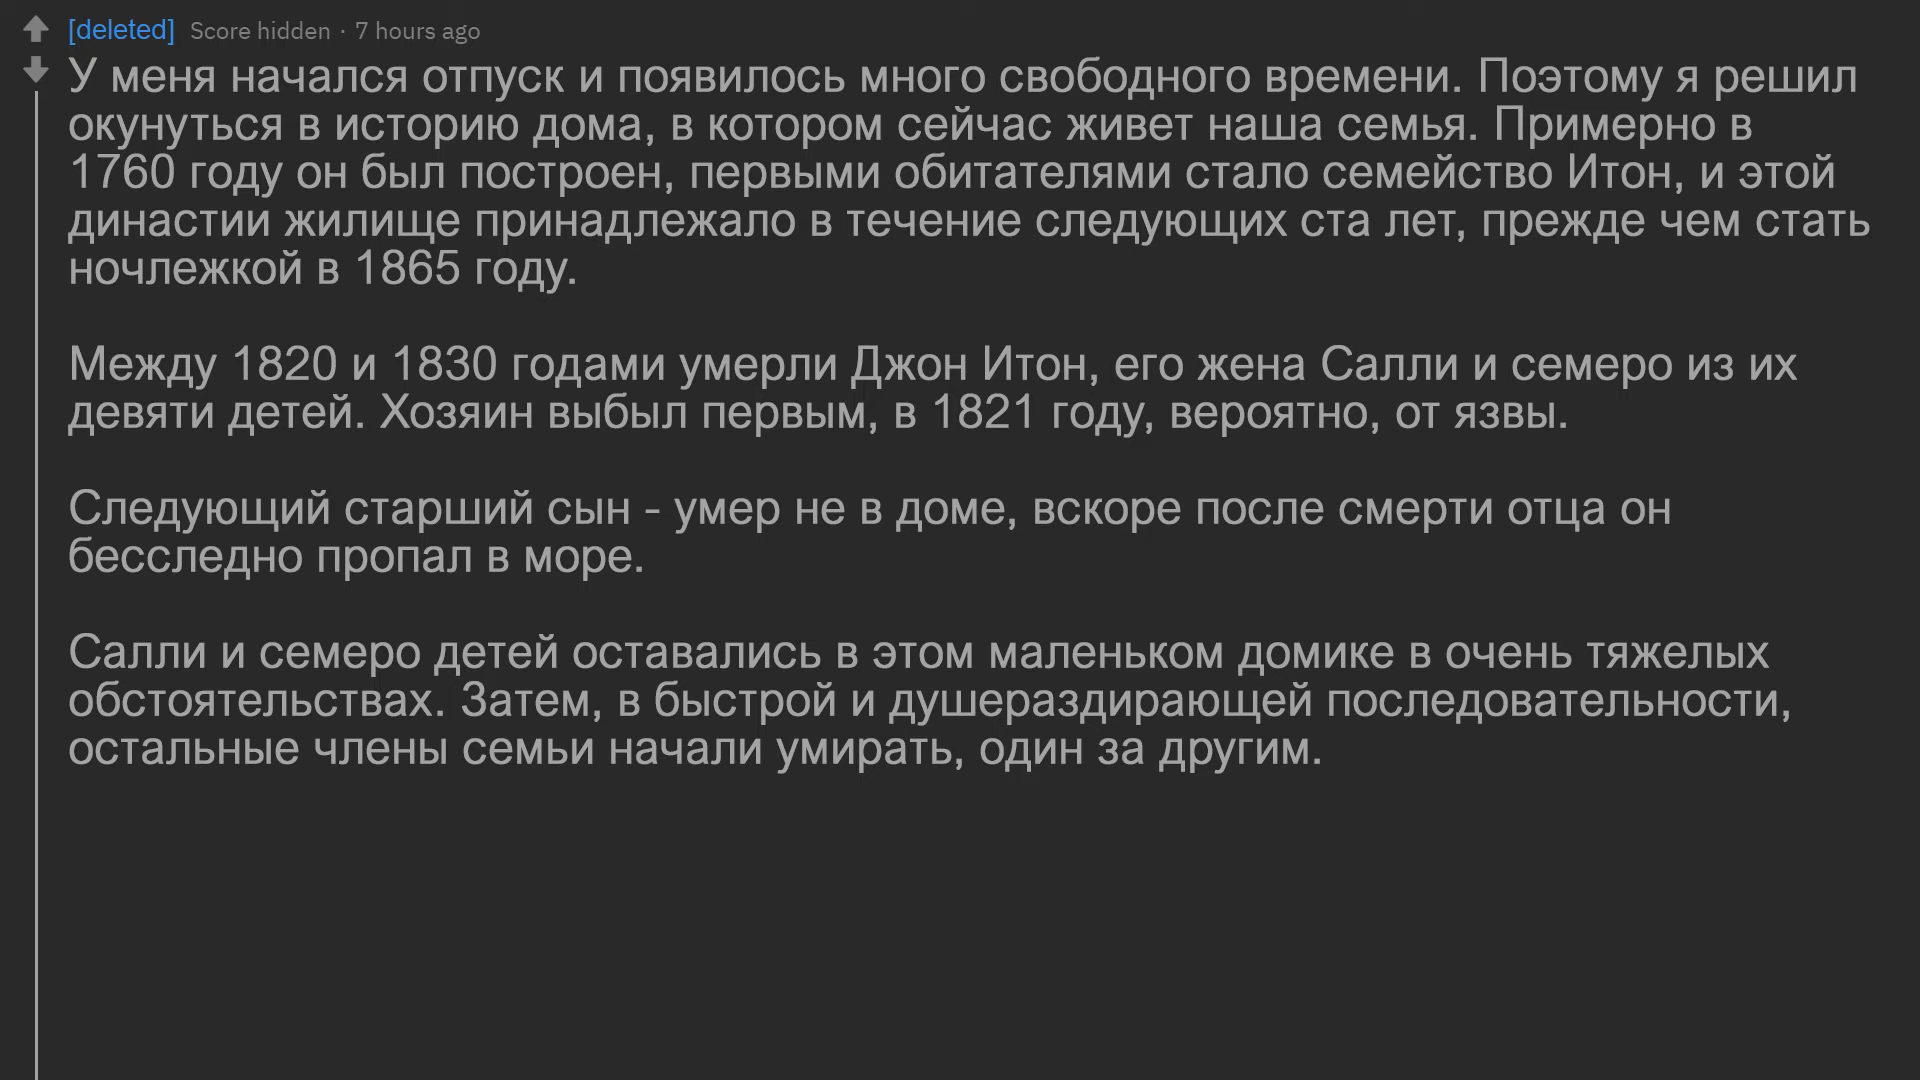 [deleted] Score hidden · 7 hours ago
У меня начался отпуск и появилось много свободного времени. Поэтому я решил
окунуться в историю дома, в котором сейчас живет наша семья. Примерно в
1760 году он был построен, первыми обитателями стало семейство Итон, и этой
династии жилище принадлежало в течение следующих ста лет, прежде чем стать
ночлежкой в 1865 году.
Между 1820 и 1830 годами умерли Джон Итон, его жена Салли и семеро из их
девяти детей. Хозяин выбыл первым, в 1821 году, вероятно, от язвы.
Следующий старший сын - умер не в доме, вскоре после смерти отца он
бесследно пропал в море.
Салли и семеро детей оставались в этом маленьком домике в очень тяжелых
обстоятельствах. Затем, в быстрой и душераздирающей последовательности,
остальные члены семьи начали умирать, один за другим.